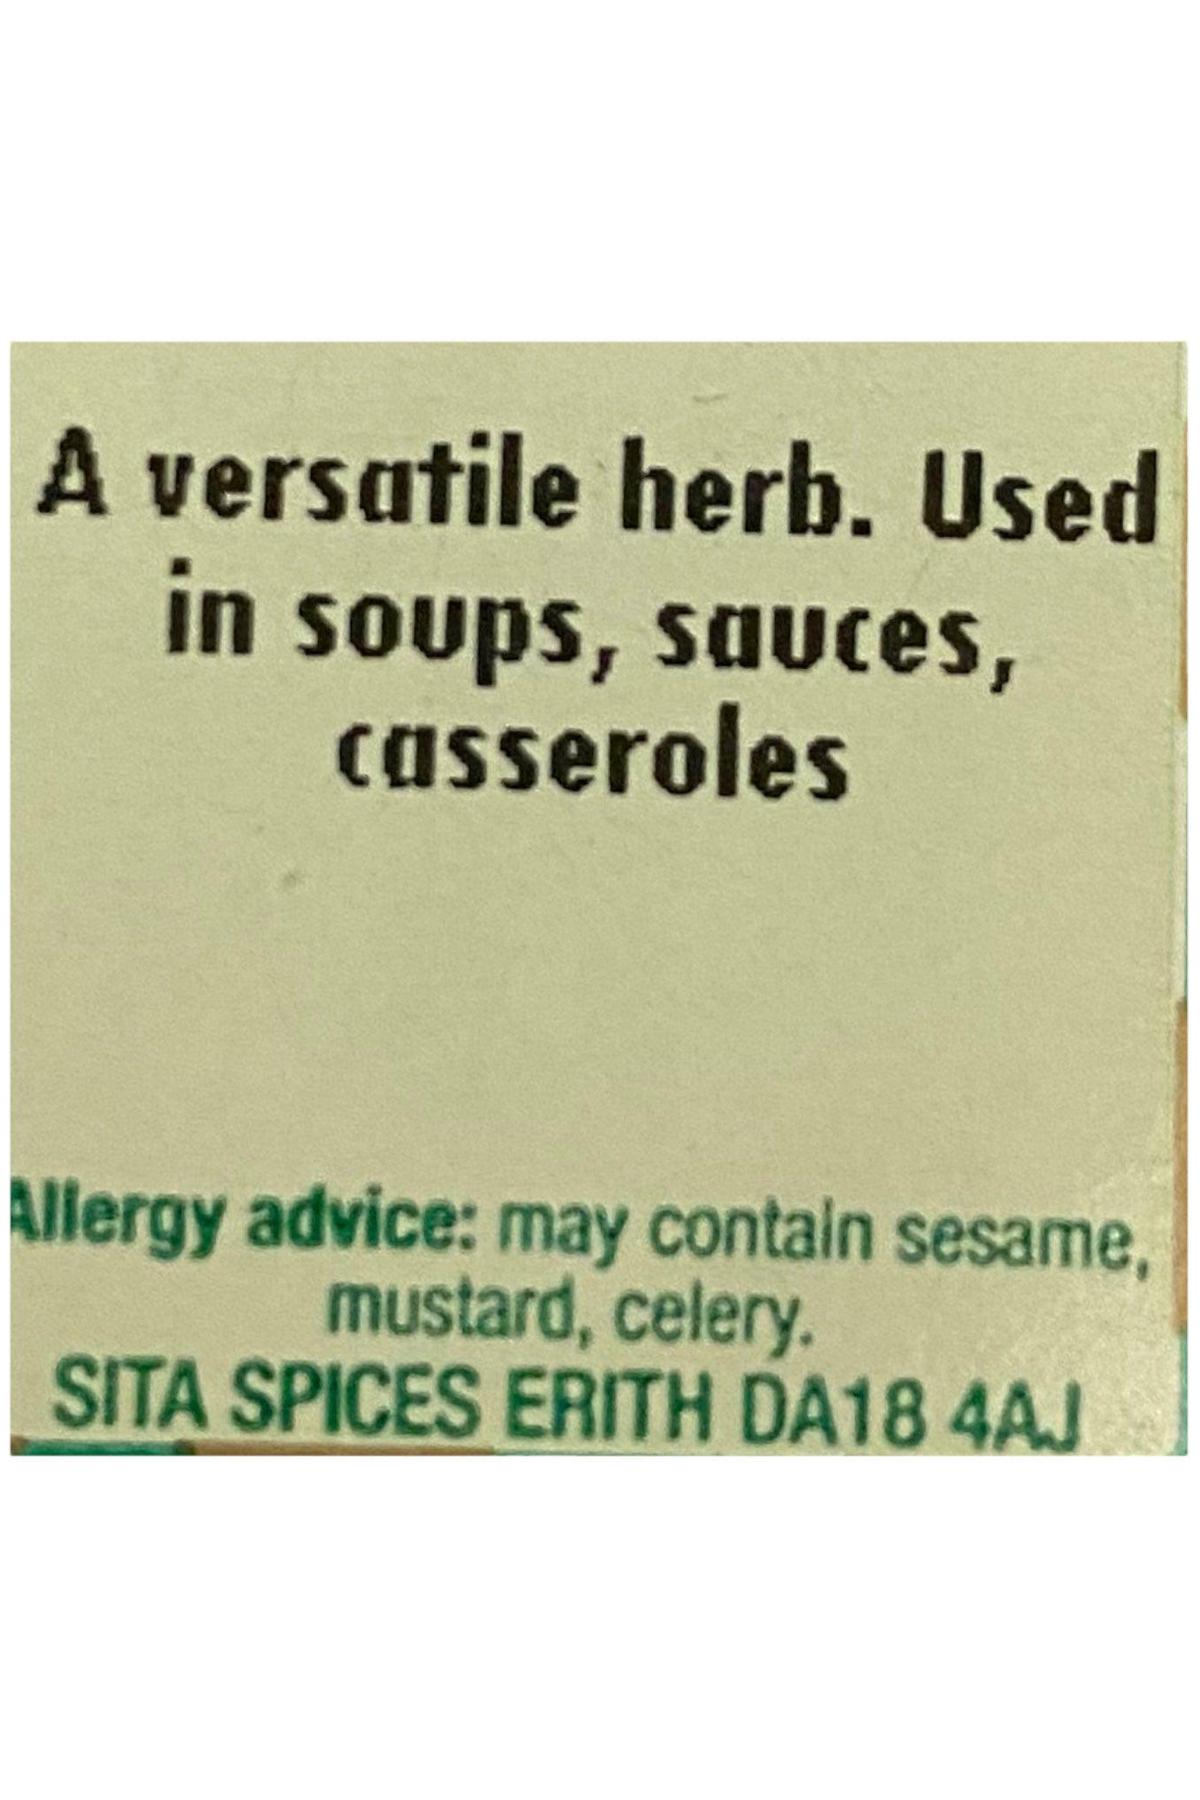 A versatile herb. Used
in soups, sauces,
casseroles
Allergy advice: may contain sesame,
mustard, celery.
SITA SPICES ERITH DA18 4AJ